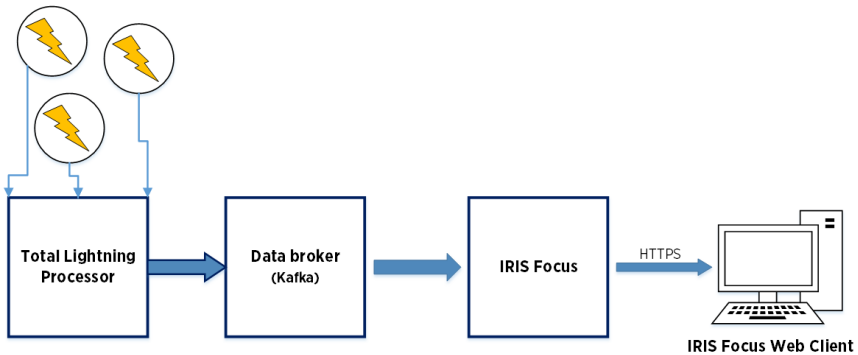 Total Lightning
Processor
Data broker
(Kafka)
IRIS Focus
HTTPS
IRIS Focus Web Client